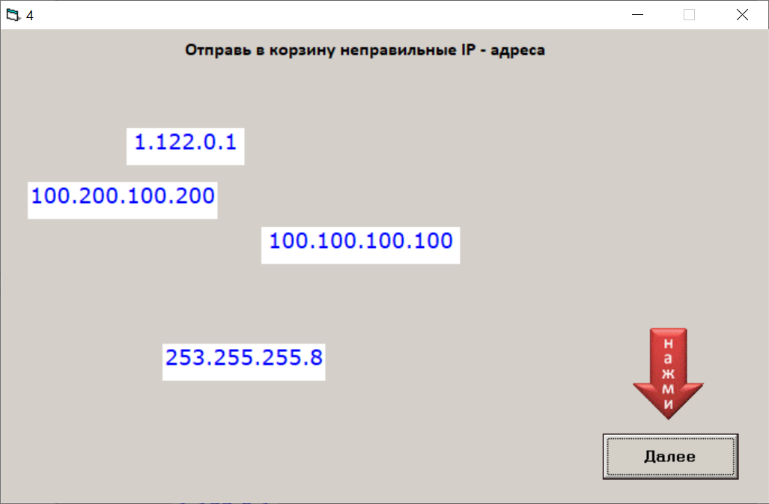 4
Отправь в корзину неправильные IP - адреса
1.122.0.1
100.200.100.200
100.100.100.100
253.255.255.8
нажми
Далее